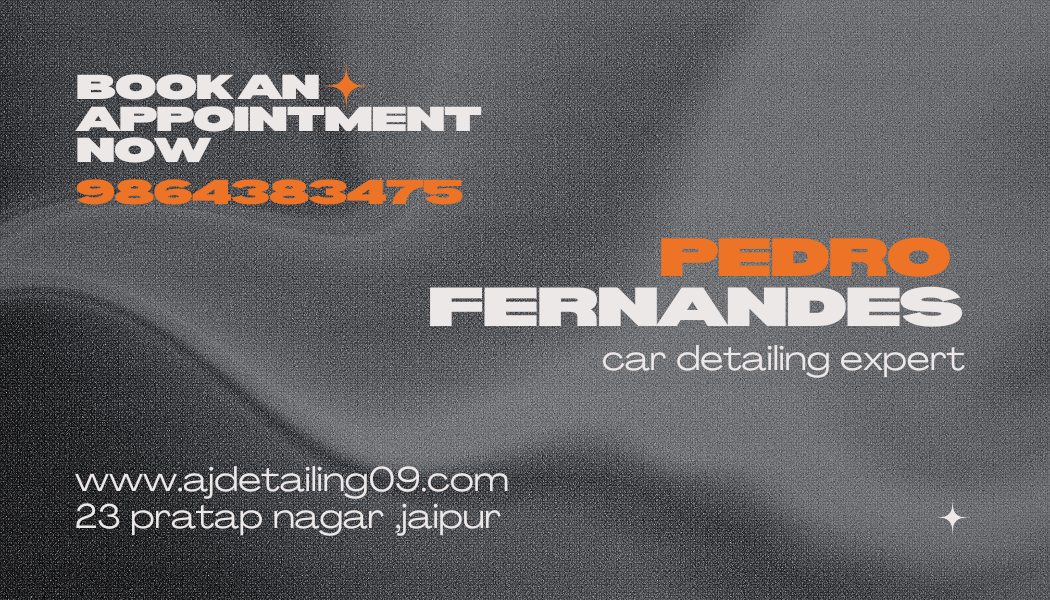 BOOK AN
APPOINTMENT
NOW
9864383475
PEDRO
FERNANDES
car detailing expert
www.ajdetailing09.com
23 pratap nagar ,jaipur